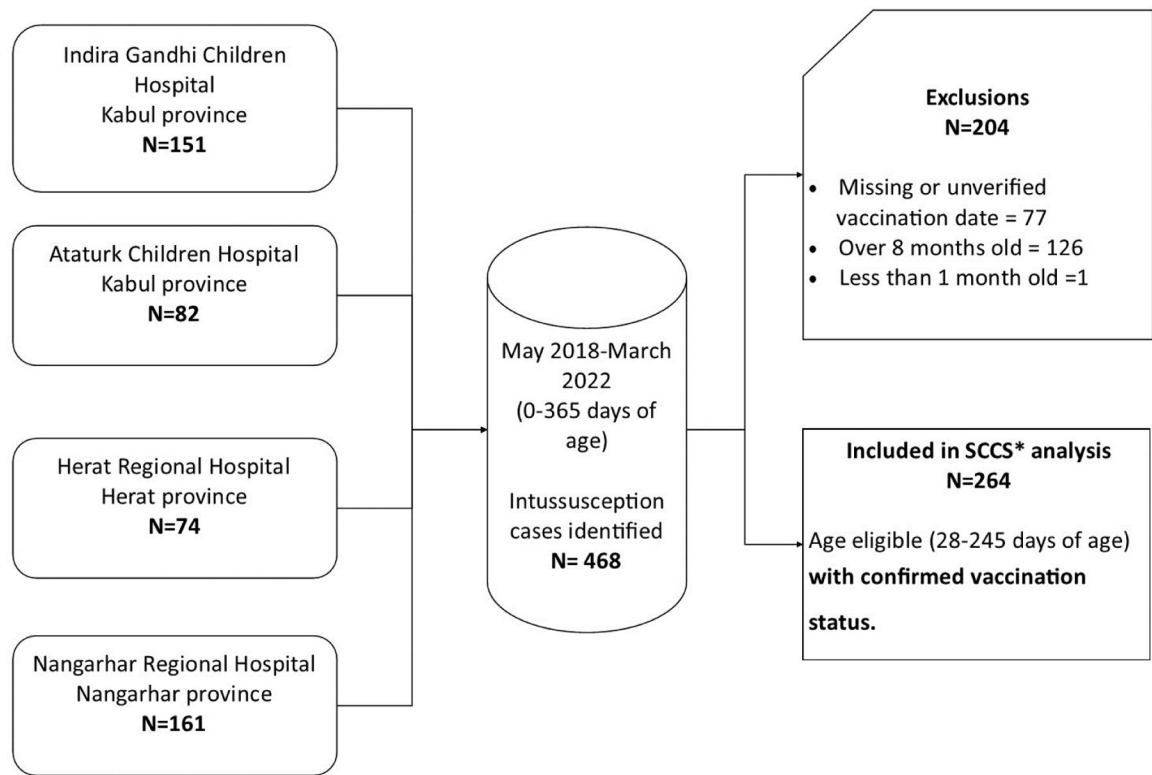 Indira Gandhi Children
Hospital
Kabul province
N=151
Ataturk Children Hospital
Kabul province
N=82
Herat Regional Hospital
Herat province
N=74
Nangarhar Regional Hospital
Nangarhar province
N=161
May 2018-March
2022
(0-365 days of
age)
Intussusception
cases identified
N= 468
Exclusions
N=204
• Missing or unverified
vaccination date = 77
• Over 8 months old = 126
• Less than 1 month old =1
Included in SCCS* analysis
N=264
Age eligible (28-245 days of age)
with confirmed vaccination
status.